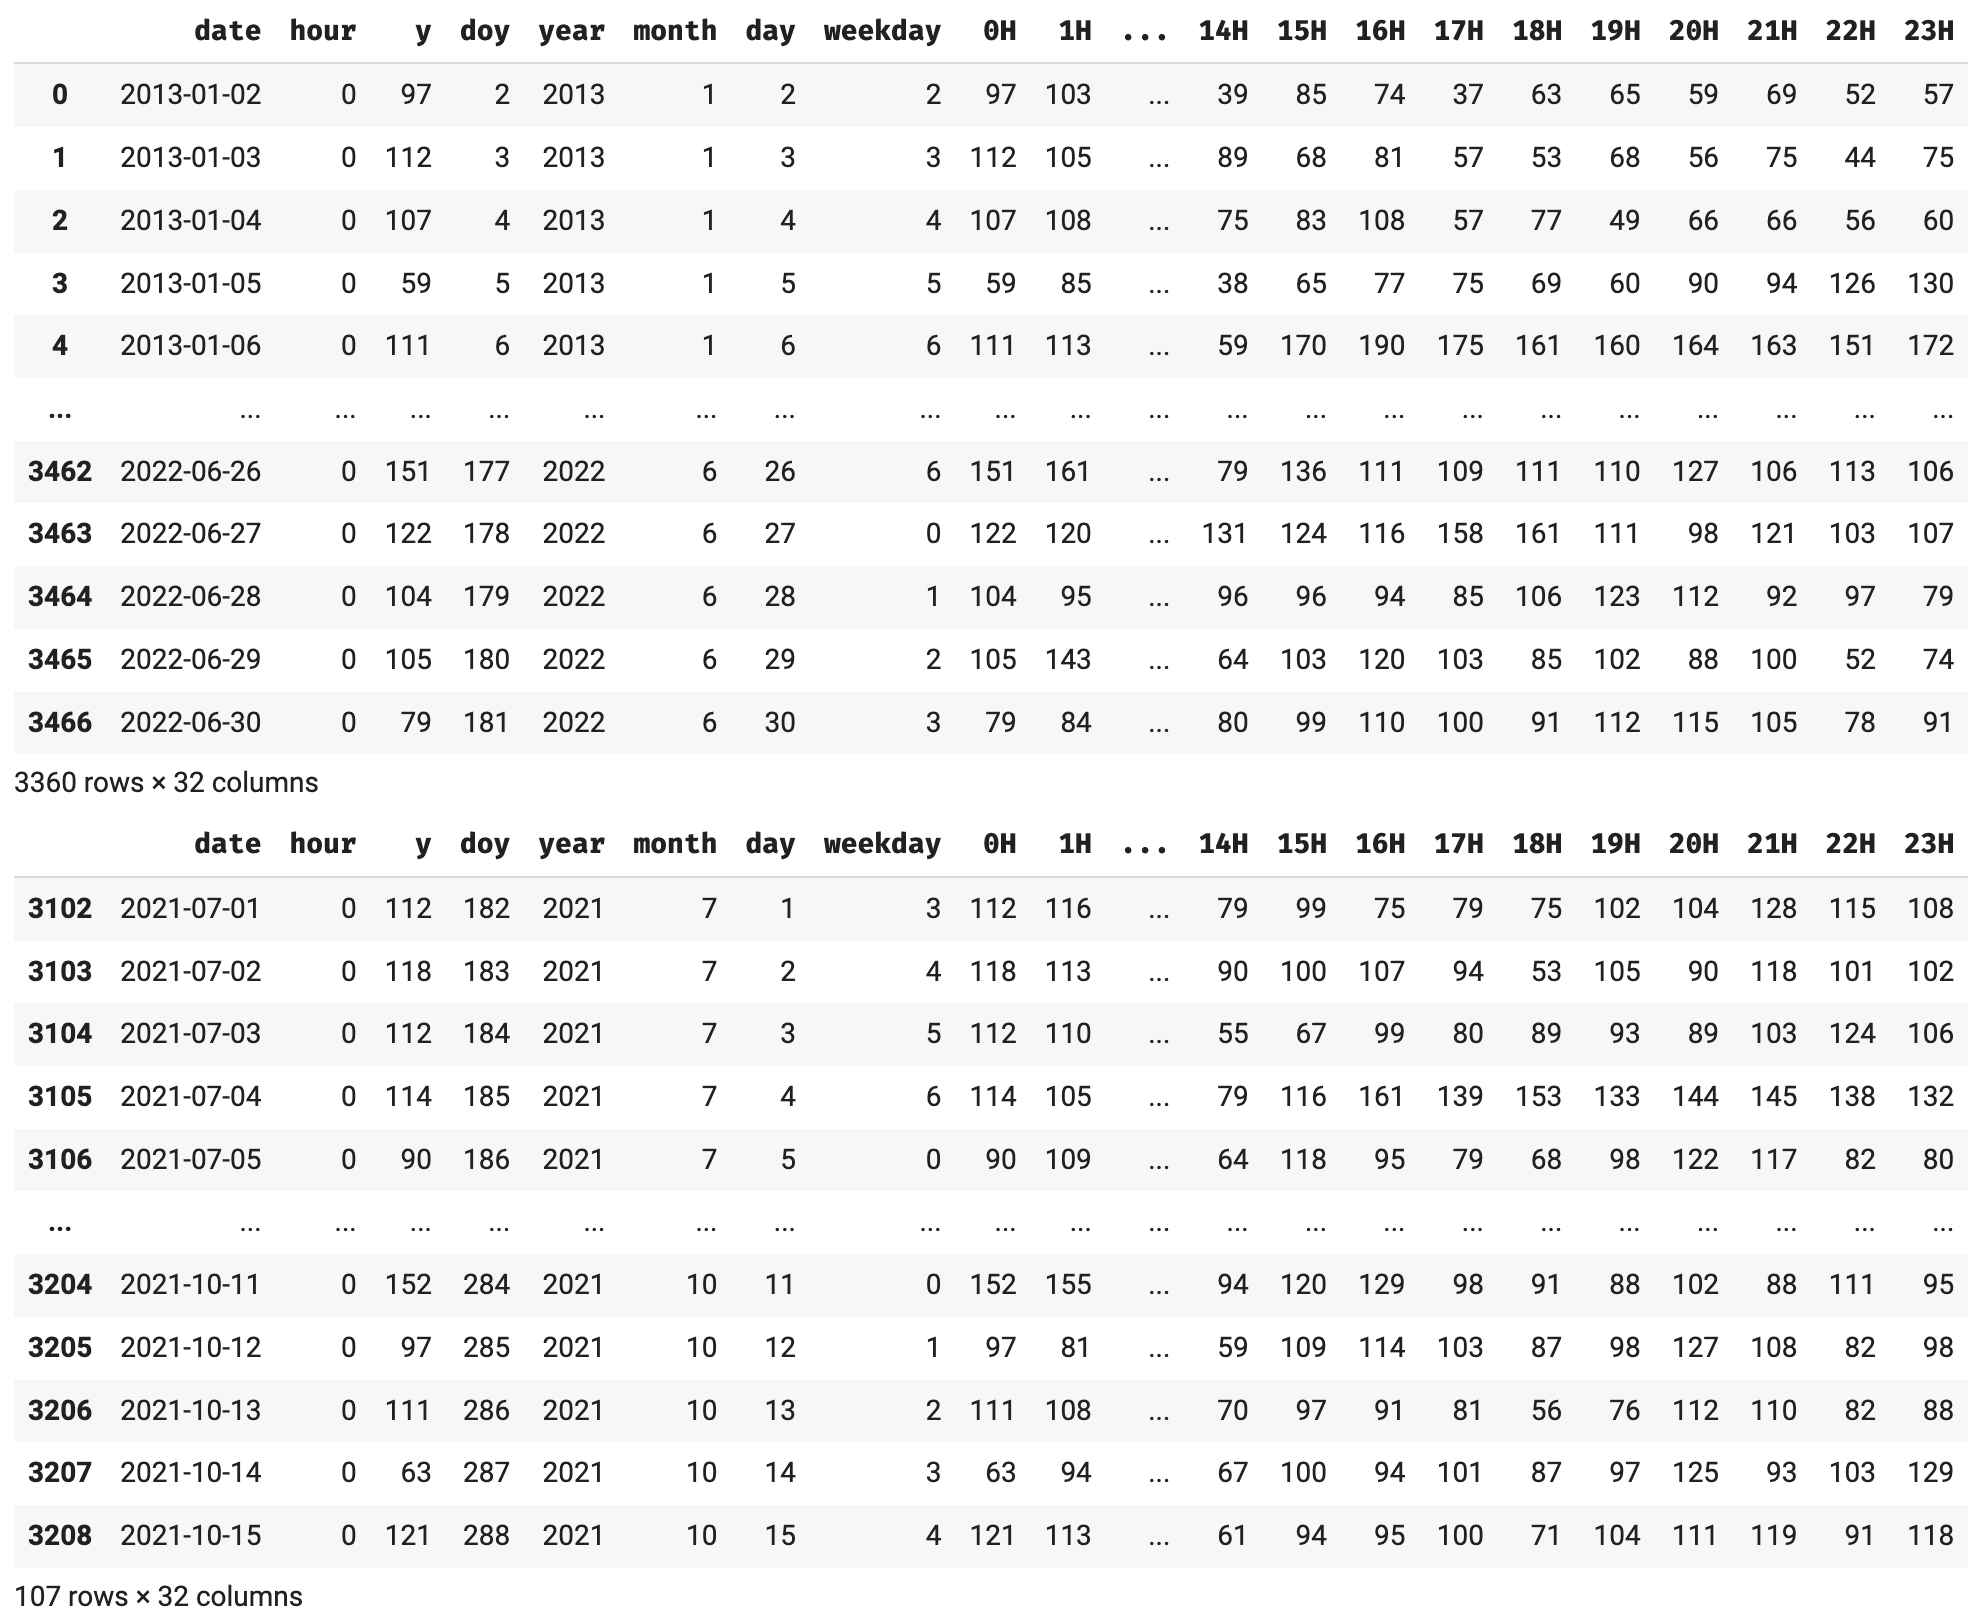 date hour y doy year month day weekday 0H 1H ... 14H 15H 16H 17H 18H 19H 20H 21H 22H 23H
0 2013-01-02 0 97 2 2013 1 2 2 97 103 ... 39 85 74 37 63 65 59 69 52 57
1 2013-01-03 0 112 3 2013 1 3 3 112 105 ... 89 68 81 57 53 68 56 75 44 75
2 2013-01-04 0 107 4 2013 1 4 4 107 108 ... 75 83 108 57 77 49 66 66 56 60
3 2013-01-05 0 59 5 2013 1 5 5 59 85 ... 38 65 77 75 69 60 90 94 126 130
4 2013-01-06 0 111 6 2013 1 6 6 111 113 ... 59 170 190 175 161 160 164 163 151 172
... ... ... ... ... ... ... ... ... ... ... ... ... ... ... ... ... ... ... ... ... ...
3462 2022-06-26 0 151 177 2022 6 26 6 151 161 ... 79 136 111 109 111 110 127 106 113 106
3463 2022-06-27 0 122 178 2022 6 27 0 122 120 ... 131 124 116 158 161 111 98 121 103 107
3464 2022-06-28 0 104 179 2022 6 28 1 104 95 ... 96 96 94 85 106 123 112 92 97 79
3465 2022-06-29 0 105 180 2022 6 29 2 105 143 ... 64 103 120 103 85 102 88 100 52 74
3466 2022-06-30 0 79 181 2022 6 30 3 79 84 ... 80 99 110 100 91 112 115 105 78 91
3360 rows × 32 columns
date hour y doy year month day weekday 0H 1H ... 14H 15H 16H 17H 18H 19H 20H 21H 22H 23H
3102 2021-07-01 0 112 182 2021 7 1 3 112 116 ... 79 99 75 79 75 102 104 128 115 108
3103 2021-07-02 0 118 183 2021 7 2 4 118 113 ... 90 100 107 94 53 105 90 118 101 102
3104 2021-07-03 0 112 184 2021 7 3 5 112 110 ... 55 67 99 80 89 93 89 103 124 106
3105 2021-07-04 0 114 185 2021 7 4 6 114 105 ... 79 116 161 139 153 133 144 145 138 132
3106 2021-07-05 0 90 186 2021 7 5 0 90 109 ... 64 118 95 79 68 98 122 117 82 80
... ... ... ... ... ... ... ... ... ... ... ... ... ... ... ... ... ... ... ... ... ...
3204 2021-10-11 0 152 284 2021 10 11 0 152 155 ... 94 120 129 98 91 88 102 88 111 95
3205 2021-10-12 0 97 285 2021 10 12 1 97 81 ... 59 109 114 103 87 98 127 108 82 98
3206 2021-10-13 0 111 286 2021 10 13 2 111 108 ... 70 97 91 81 56 76 112 110 82 88
3207 2021-10-14 0 63 287 2021 10 14 3 63 94 ... 67 100 94 101 87 97 125 93 103 129
3208 2021-10-15 0 121 288 2021 10 15 4 121 113 ... 61 94 95 100 71 104 111 119 91 118
107 rows × 32 columns